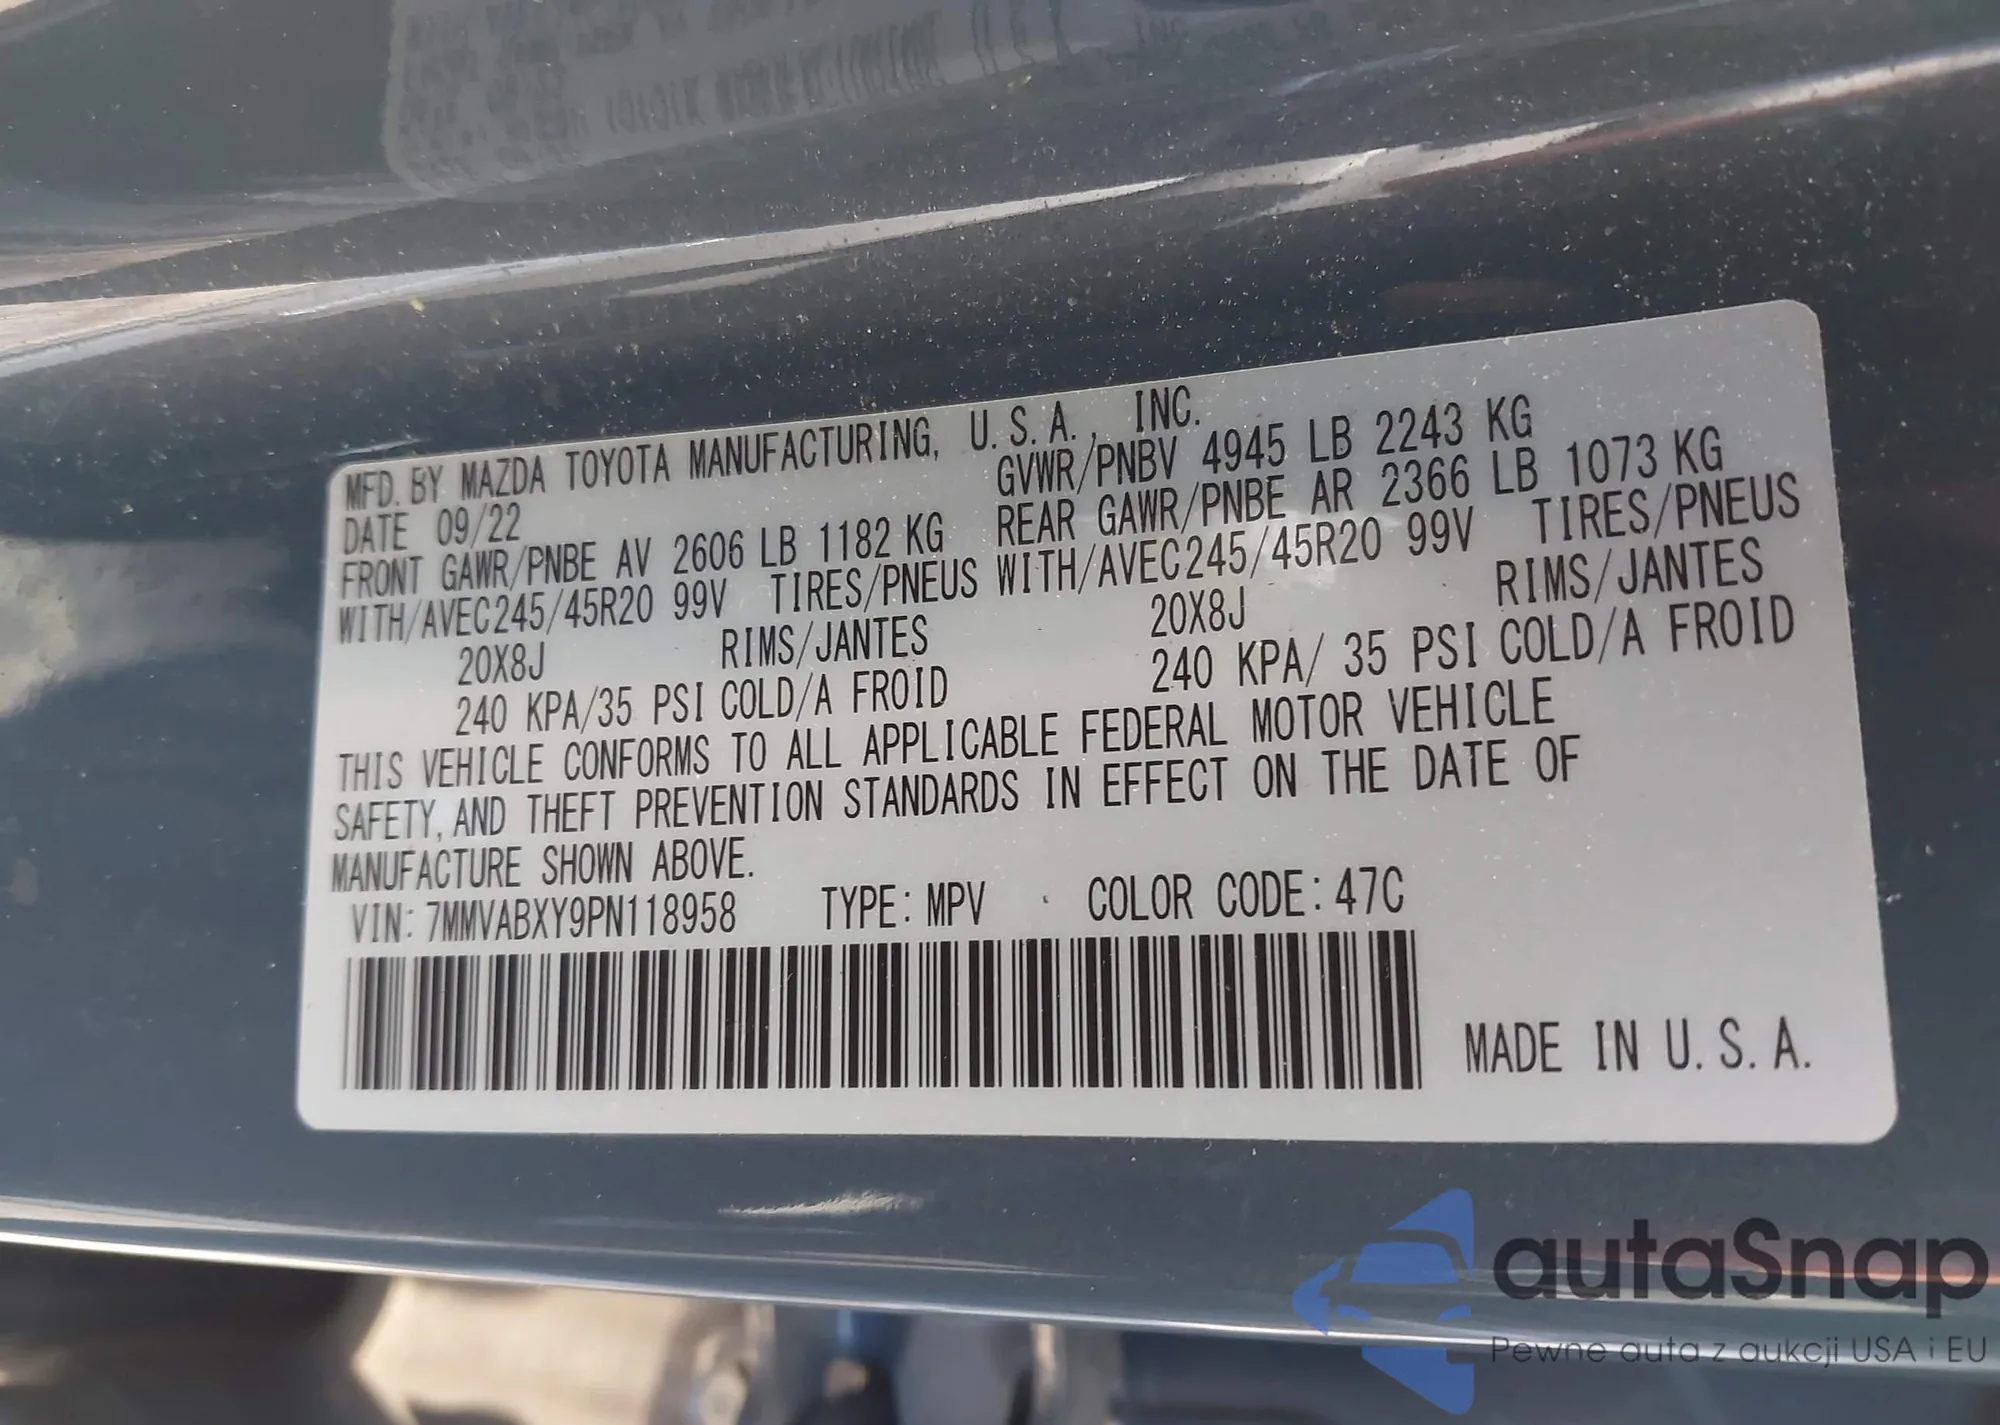 MFD. BY MAZDA TOYOTA MANUFACTURING, U.S.A., INC.
DATE 09/22 GVWR/PNBV 4945 LB 2243 KG
FRONT GAWR/PNBE AV 2606 LB 1182 KG REAR GAWR/PNBE AR 2366 LB 1073 KG
WITH/AVEC245/45R20 99V TIRES/PNEUS WITH/AVEC245/45R20 99V TIRES/PNEUS
20X8J RIMS/JANTES 20X8J RIMS/JANTES
240 KPA/35 PSI COLD/A FROID 240 KPA/ 35 PSI COLD/A FROID
THIS VEHICLE CONFORMS TO ALL APPLICABLE FEDERAL MOTOR VEHICLE
SAFETY, AND THEFT PREVENTION STANDARDS IN EFFECT ON THE DATE OF
MANUFACTURE SHOWN ABOVE.
VIN: 7MMVABXY9PN118958 TYPE: MPV COLOR CODE: 47C
MADE IN U.S.A.
autaSnap
Pewne auta z aukcji USA i EU